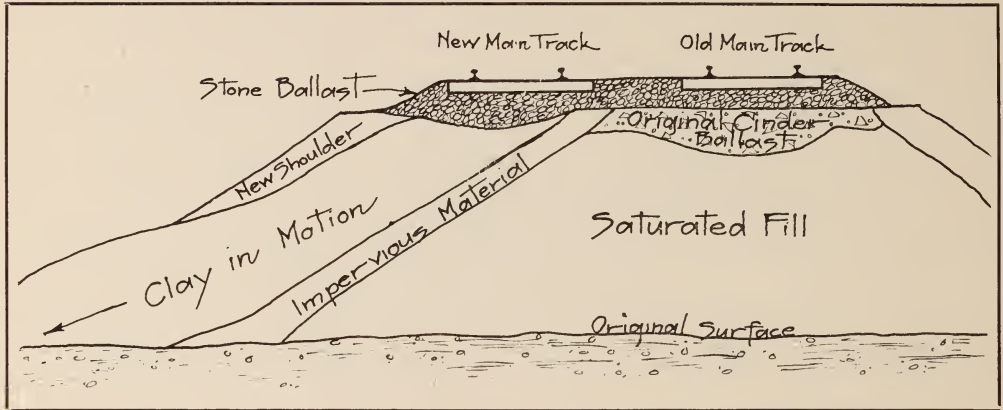 New Main Track
Old Main Track
Stone Ballast
Original Cinder
Ballast
New Shoulder
Impervious Material
Saturated Fill
Clay in Motion
Original Surface